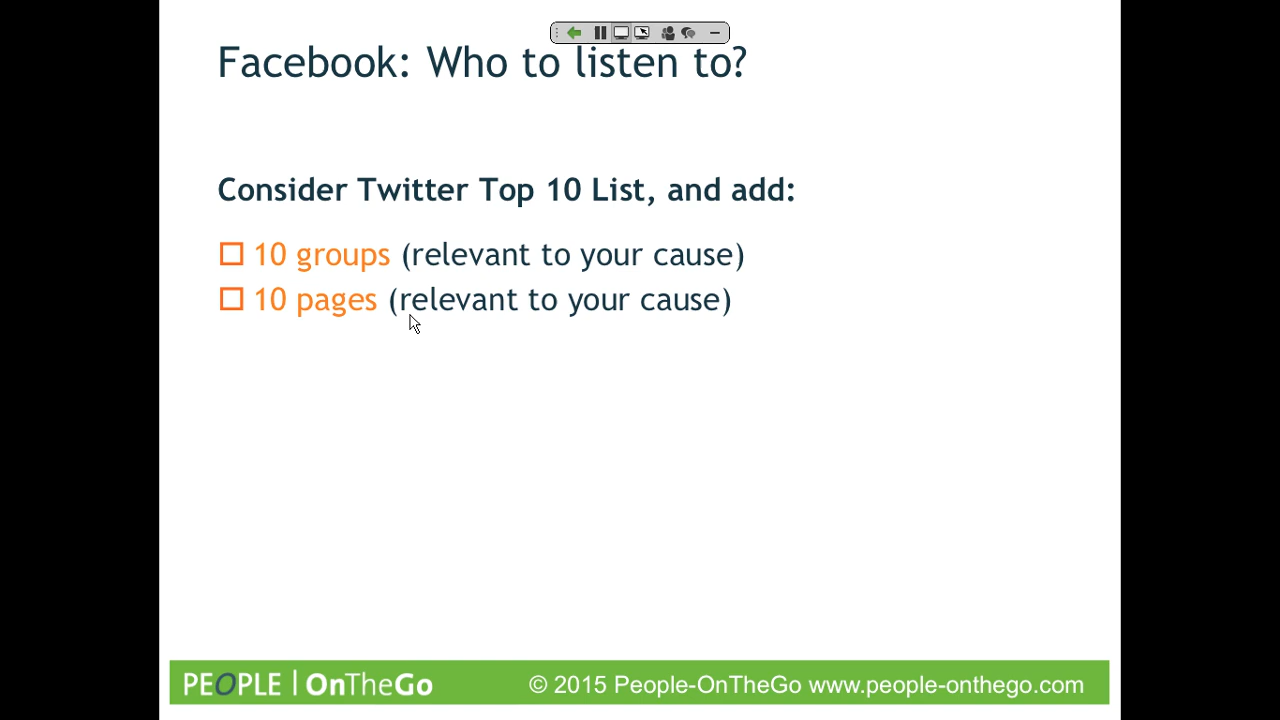 Facebook: Who to listen to?
Consider Twitter Top 10 List, and add:
10 groups (relevant to your cause)
10 pages (relevant to your cause)
PEOPLE | OnTheGo © 2015 People-OnTheGo www.people-onthego.com